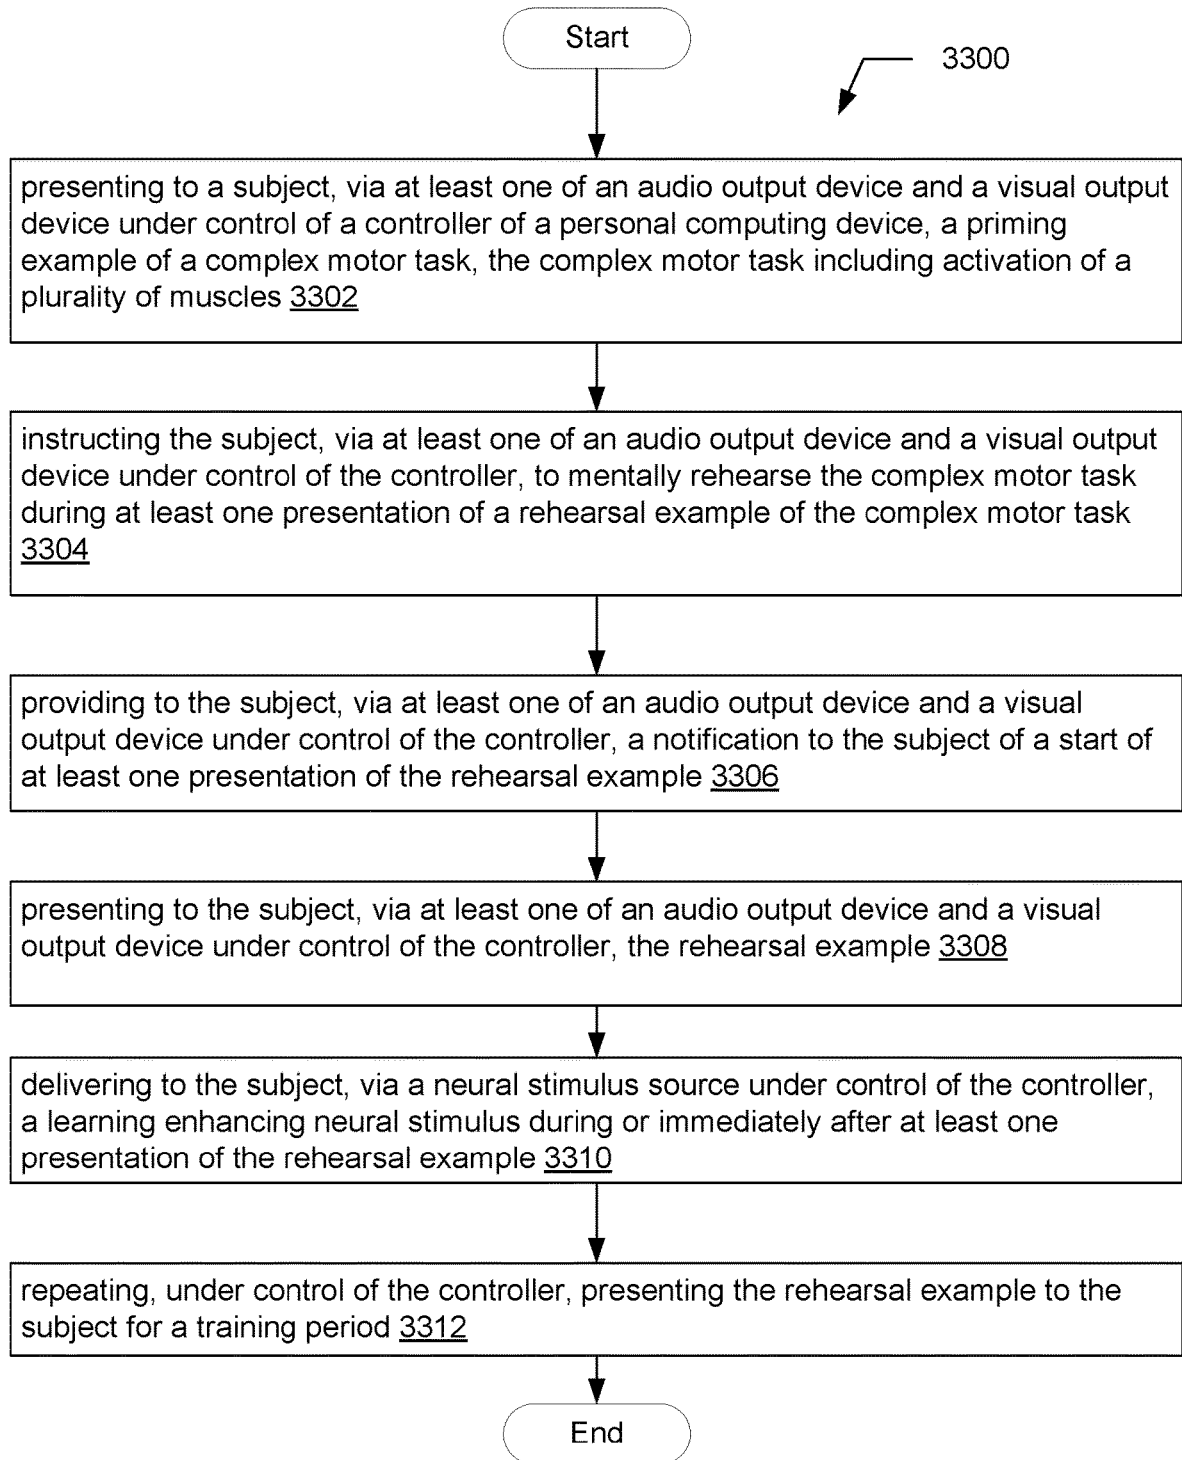 Start
3300
presenting to a subject, via at least one of an audio output device and a visual output
device under control of a controller of a personal computing device, a priming
example of a complex motor task, the complex motor task including activation of a
plurality of muscles 3302
instructing the subject, via at least one of an audio output device and a visual output
device under control of the controller, to mentally rehearse the complex motor task
during at least one presentation of a rehearsal example of the complex motor task
3304
providing to the subject, via at least one of an audio output device and a visual
output device under control of the controller, a notification to the subject of a start of
at least one presentation of the rehearsal example 3306
presenting to the subject, via at least one of an audio output device and a visual
output device under control of the controller, the rehearsal example 3308
delivering to the subject, via a neural stimulus source under control of the controller,
a learning enhancing neural stimulus during or immediately after at least one
presentation of the rehearsal example 3310
repeating, under control of the controller, presenting the rehearsal example to the
subject for a training period 3312
End